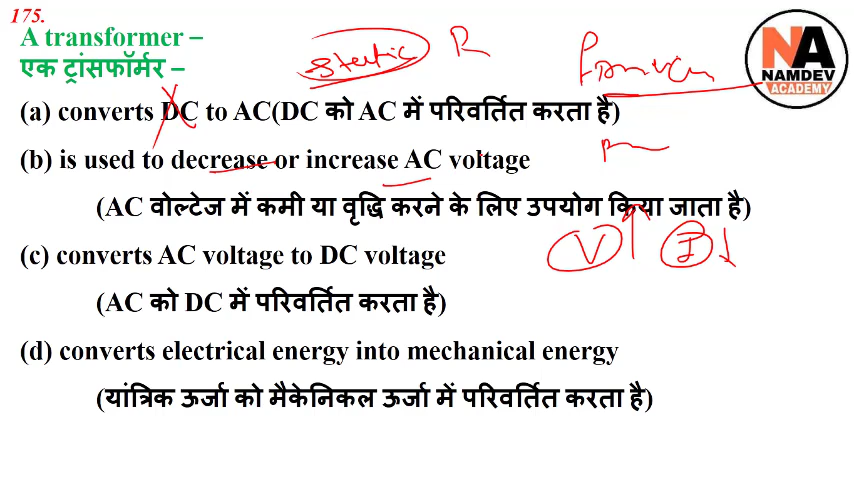 175.
A transformer –
एक ट्रांसफॉर्मर –
static R
NA
NAMDEV
ACADEMY
(a) converts DC to AC(DC को AC में परिवर्तित करता है)
(b) is used to decrease or increase AC voltage
(AC वोल्टेज में कमी या वृद्धि करने के लिए उपयोग किया जाता है)
V I
(c) converts AC voltage to DC voltage
(AC को DC में परिवर्तित करता है)
(d) converts electrical energy into mechanical energy
(यांत्रिक ऊर्जा को मैकेनिकल ऊर्जा में परिवर्तित करता है)